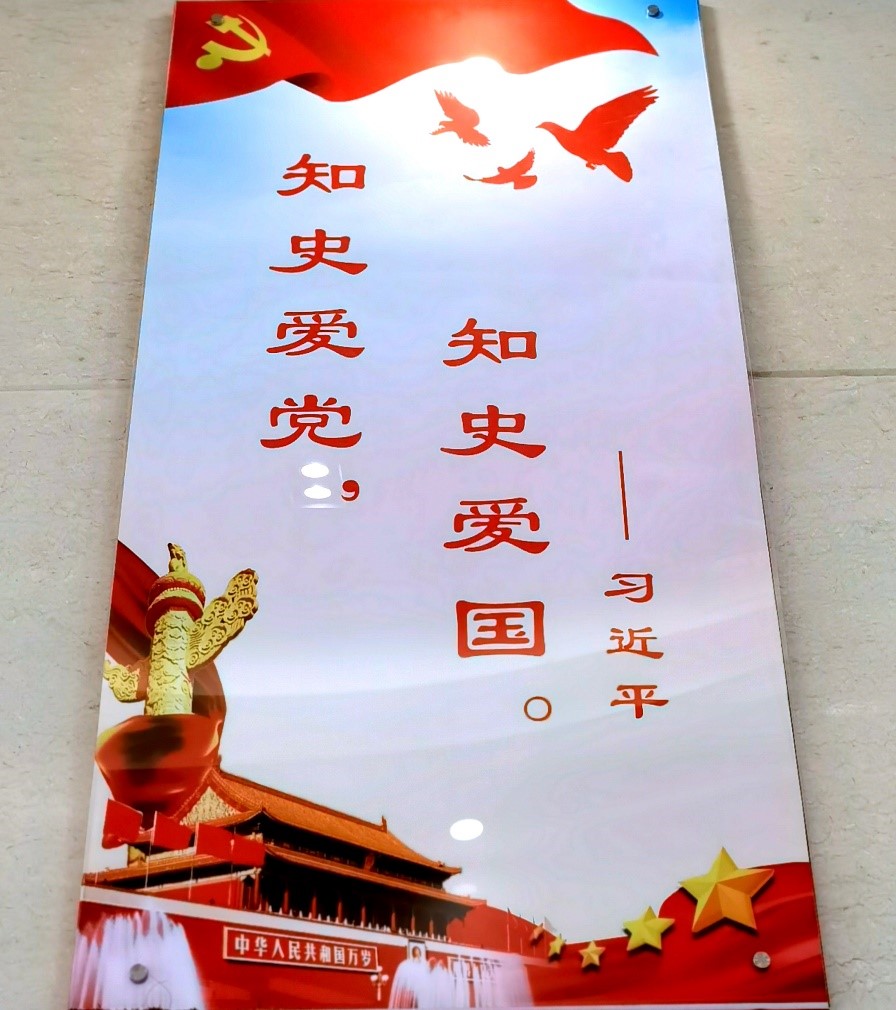 知史爱党，
知史爱国。
——习近平
中华人民共和国万岁